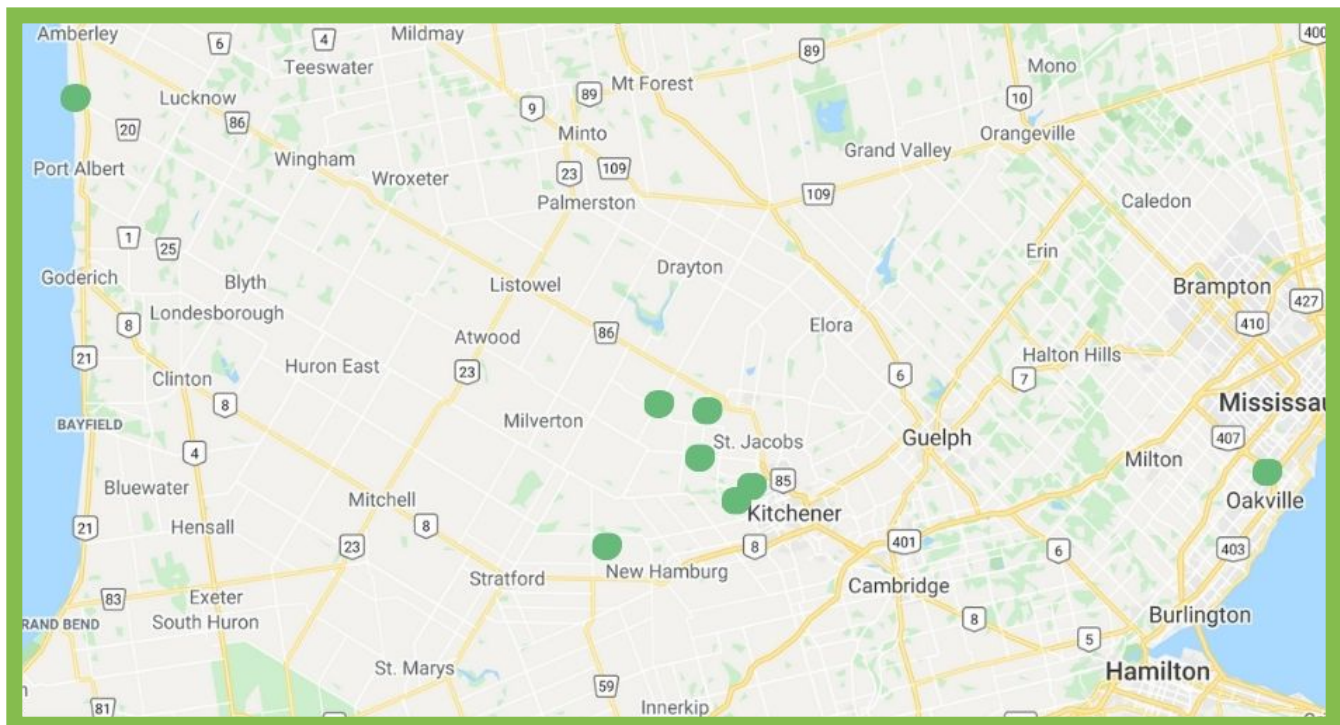 Amberley
6
4
Mildmay
Teeswater
89
Mono
400
Lucknow
86
20
9
89
Mt Forest
10
Minto
Orangeville
Port Albert
Wingham
Wroxeter
23
109
Grand Valley
109
Palmerston
Caledon
1
25
Goderich
Blyth
Listowel
Drayton
Erin
Brampton
427
8
Londesborough
Atwood
86
Elora
410
21
Huron East
23
Halton Hills
Clinton
8
6
7
Mississau
BAYFIELD
Milverton
St. Jacobs
Guelph
407
4
Milton
Bluewater
Mitchell
85
Oakville
21
Hensall
8
Kitchener
23
8
401
6
403
Stratford
New Hamburg
Cambridge
83
Exeter
Burlington
RAND BEND
South Huron
8
5
St. Marys
59
Hamilton
81
Innerkip